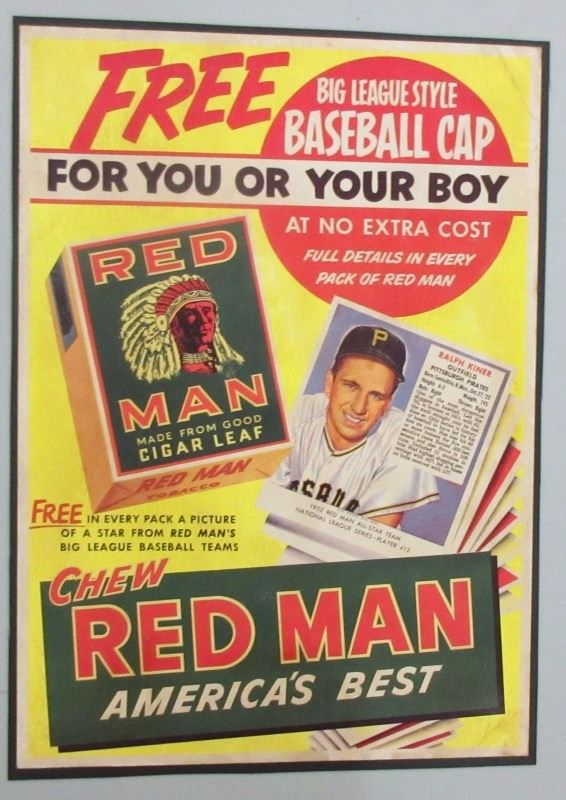 FREE
BIG LEAGUE STYLE
BASEBALL CAP
FOR YOU OR YOUR BOY
AT NO EXTRA COST
FULL DETAILS IN EVERY
PACK OF RED MAN
RED
MAN
MADE FROM GOOD
CIGAR LEAF
RED MAN
TOBACCO
P
RALPH KINER
OUTFIELD
PITTSBURGH PIRATES
1952 RED MAN ALL-STAR TEAM
NATIONAL LEAGUE SERIES—PLAYER #12
FREE IN EVERY PACK A PICTURE
OF A STAR FROM RED MAN'S
BIG LEAGUE BASEBALL TEAMS
CHEW
RED MAN
AMERICA'S BEST